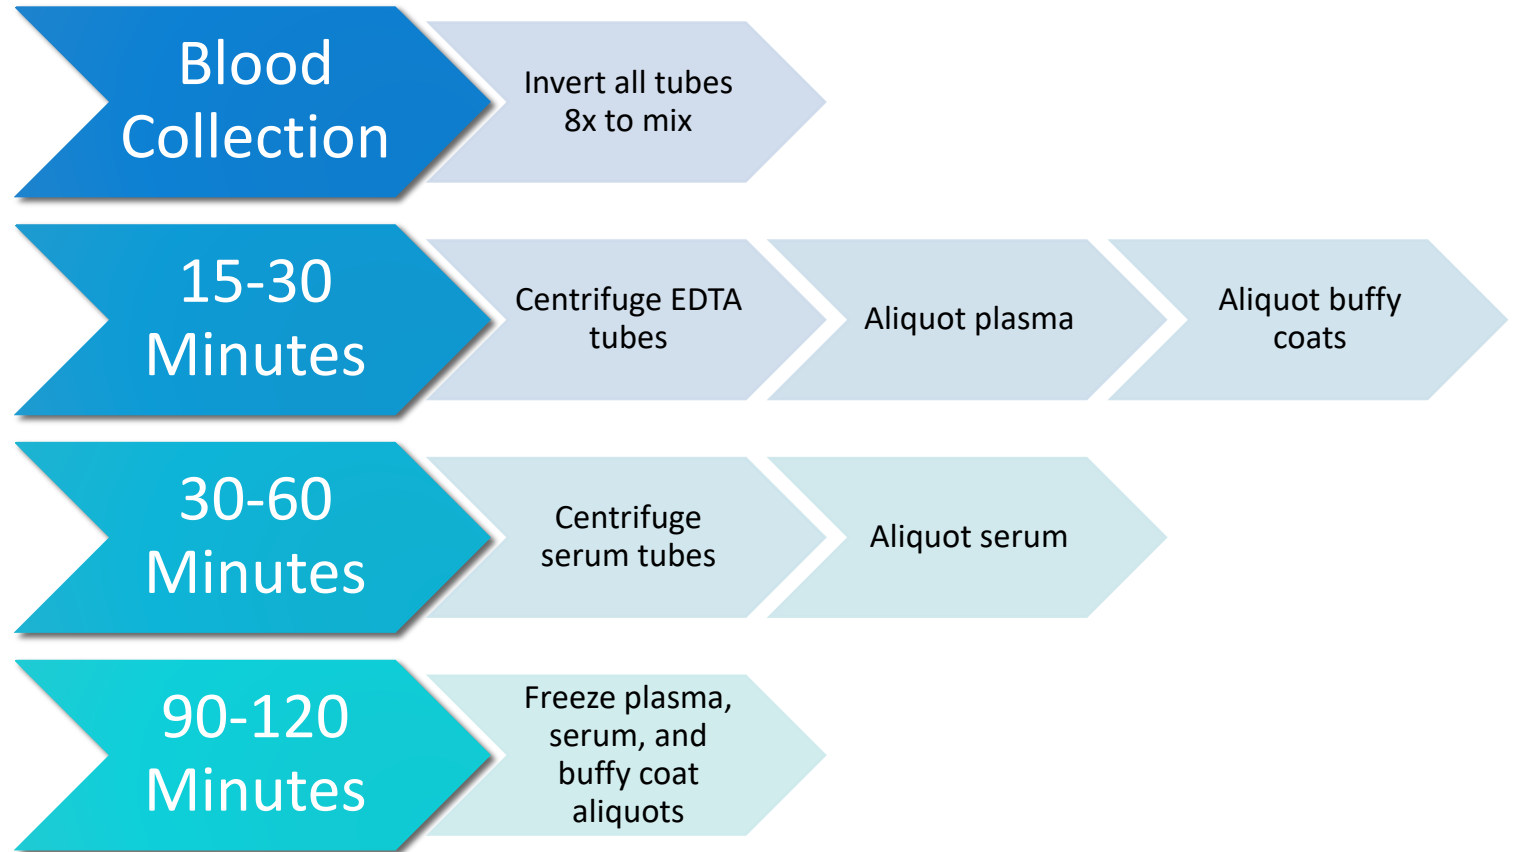 Blood
Collection
Invert all tubes
8x to mix
15-30
Minutes
Centrifuge EDTA
tubes
Aliquot plasma
Aliquot buffy
coats
30-60
Minutes
Centrifuge
serum tubes
Aliquot serum
90-120
Minutes
Freeze plasma,
serum, and
buffy coat
aliquots